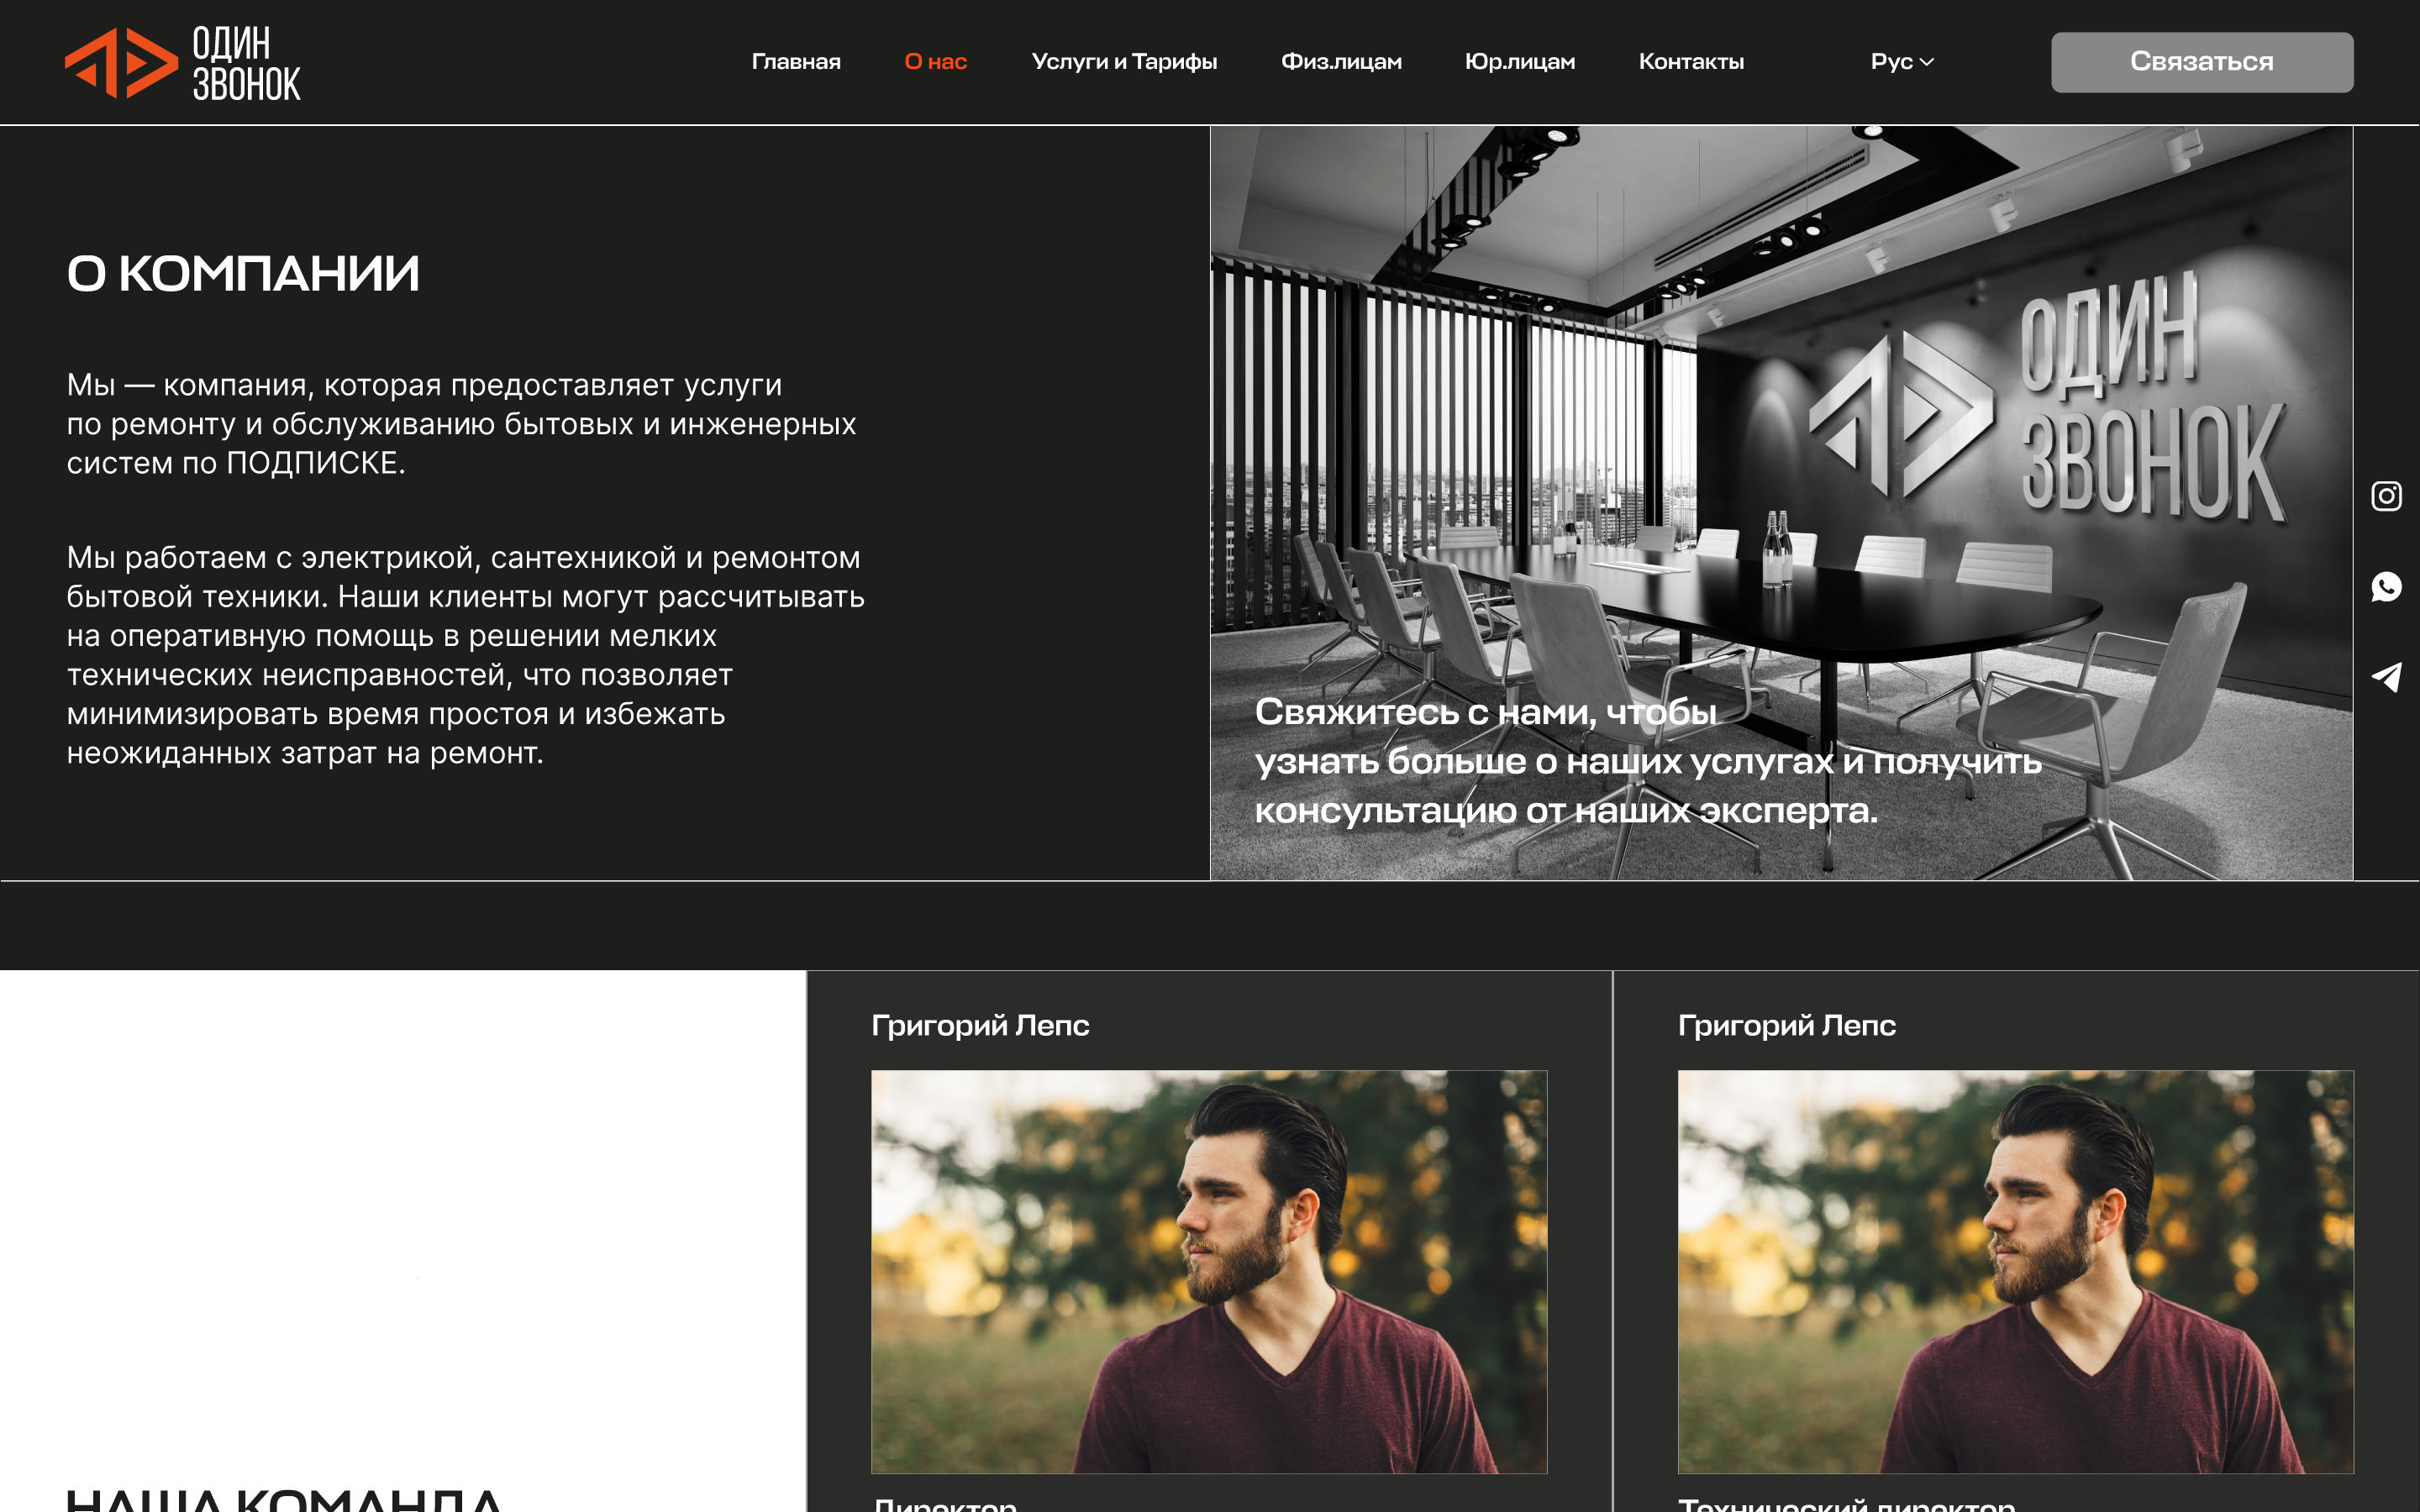 ОДИН
ЗВОНОК
Главная
О нас
Услуги и Тарифы
Физ.лицам
Юр.лицам
Контакты
Рус
Связаться
О КОМПАНИИ
Мы — компания, которая предоставляет услуги
по ремонту и обслуживанию бытовых и инженерных
систем по ПОДПИСКЕ.
Мы работаем с электрикой, сантехникой и ремонтом
бытовой техники. Наши клиенты могут рассчитывать
на оперативную помощь в решении мелких
технических неисправностей, что позволяет
минимизировать время простоя и избежать
неожиданных затрат на ремонт.
ОДИН
ЗВОНОК
Свяжитесь с нами, чтобы
узнать больше о наших услугах и получить
консультацию от наших эксперта.
НАША КОМАНДА
Григорий Лепс
Директор
Григорий Лепс
Технический директор